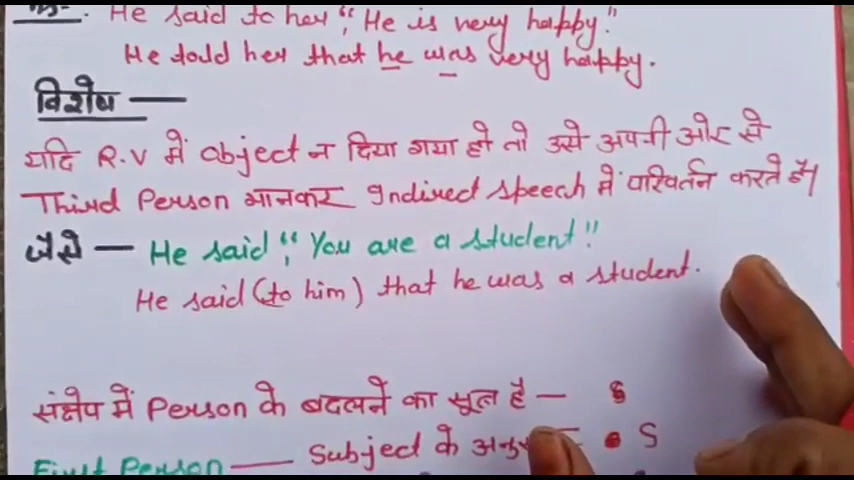 He said to her, "He is very happy."
He tould her that he was very happy.
विशेष —
यदि R.V में object न दिया गया हो तो उसे अपनी ओर से
Third Person मानकर Indirect speech में परिवर्तन करते हैं।
जैसे — He said, "You are a student"
He said (to him) that he was a student.
संक्षेप में Person के बदलने का सूत्र है — S
First Person — Subject के S